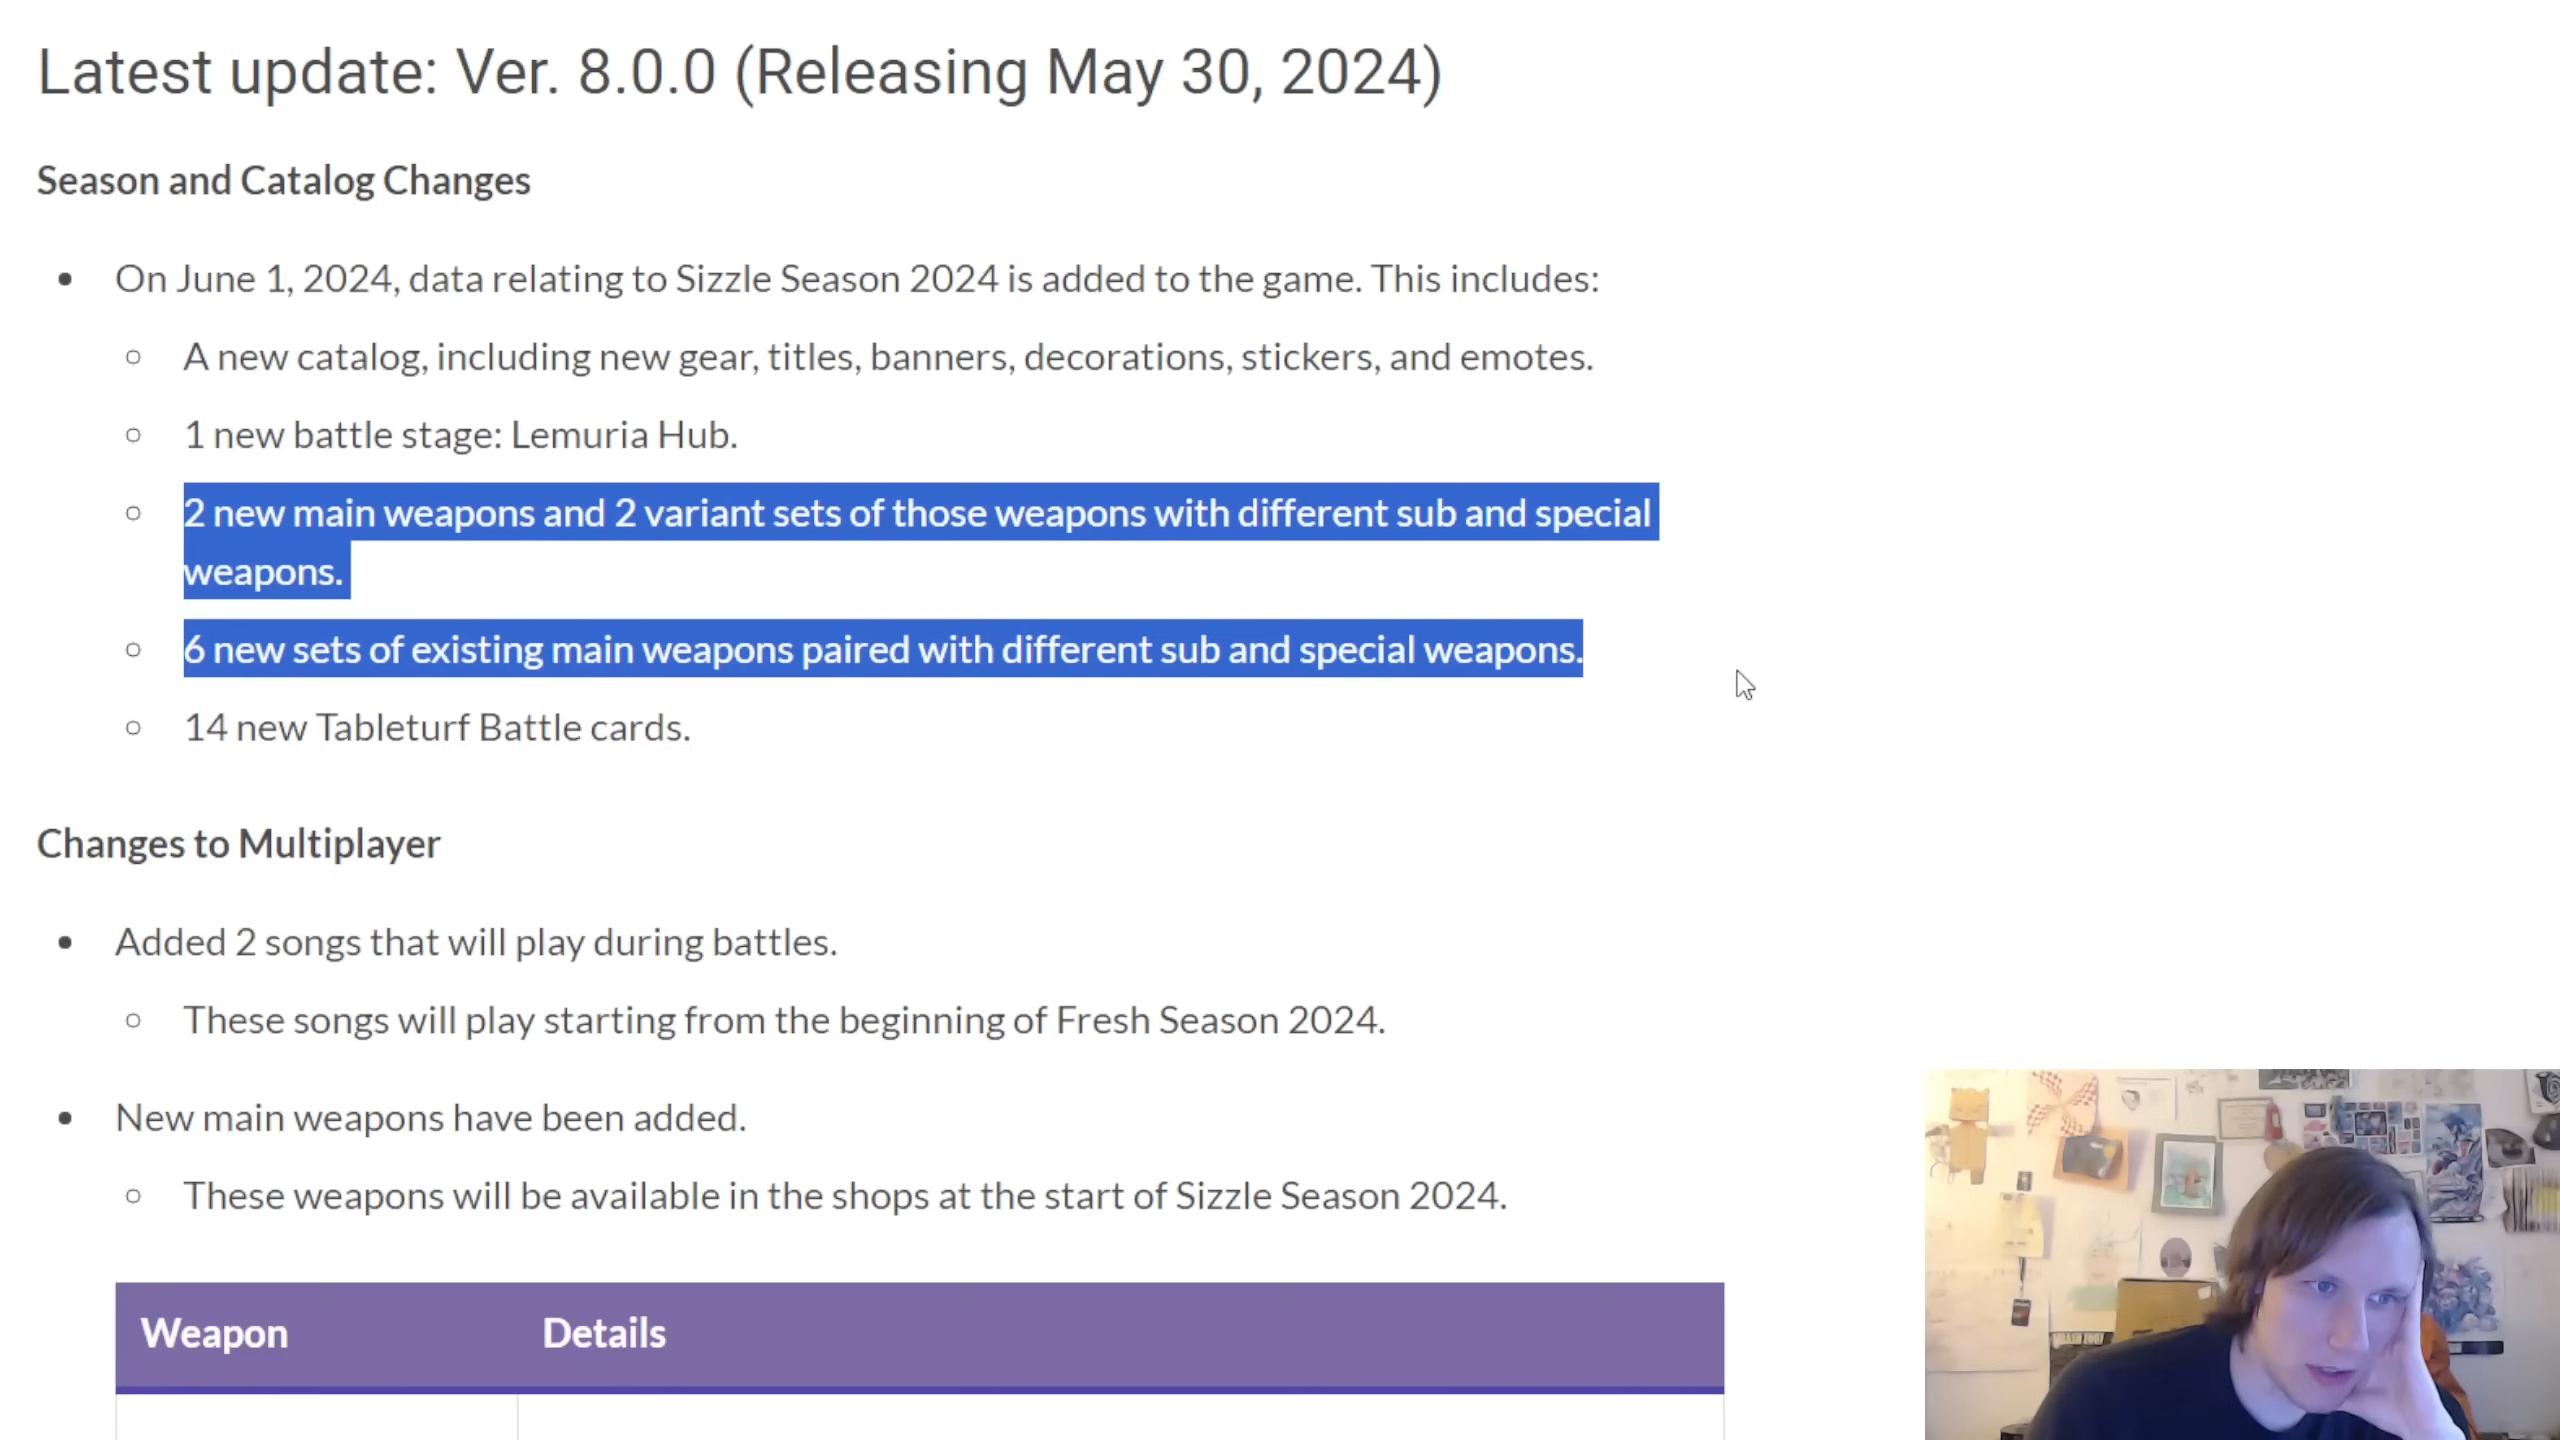 Latest update: Ver. 8.0.0 (Releasing May 30, 2024)
Season and Catalog Changes
On June 1, 2024, data relating to Sizzle Season 2024 is added to the game. This includes:
A new catalog, including new gear, titles, banners, decorations, stickers, and emotes.
1 new battle stage: Lemuria Hub.
2 new main weapons and 2 variant sets of those weapons with different sub and special
weapons.
6 new sets of existing main weapons paired with different sub and special weapons.
14 new Tableturf Battle cards.
Changes to Multiplayer
Added 2 songs that will play during battles.
These songs will play starting from the beginning of Fresh Season 2024.
New main weapons have been added.
These weapons will be available in the shops at the start of Sizzle Season 2024.
Weapon Details